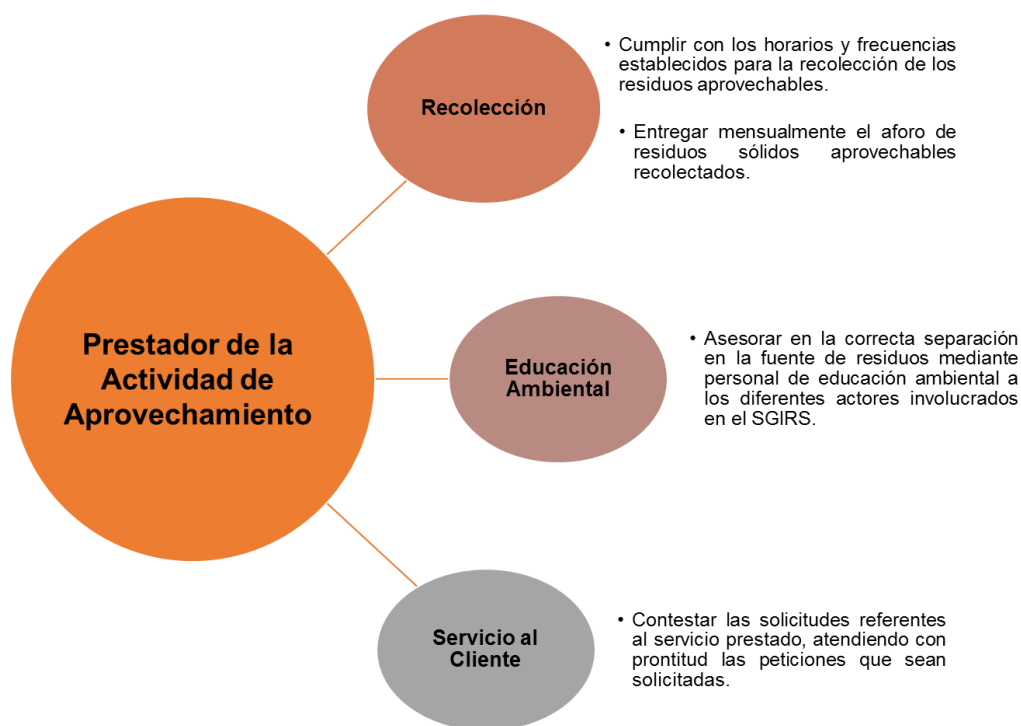 Recolección
• Cumplir con los horarios y frecuencias
establecidos para la recolección de los
residuos aprovechables.
• Entregar mensualmente el aforo de
residuos sólidos aprovechables
recolectados.
Prestador de la
Actividad de
Aprovechamiento
Educación
Ambiental
• Asesorar en la correcta separación
en la fuente de residuos mediante
personal de educación ambiental a
los diferentes actores involucrados
en el SGIRS.
Servicio al
Cliente
• Contestar las solicitudes referentes
al servicio prestado, atendiendo con
prontitud las peticiones que sean
solicitadas.